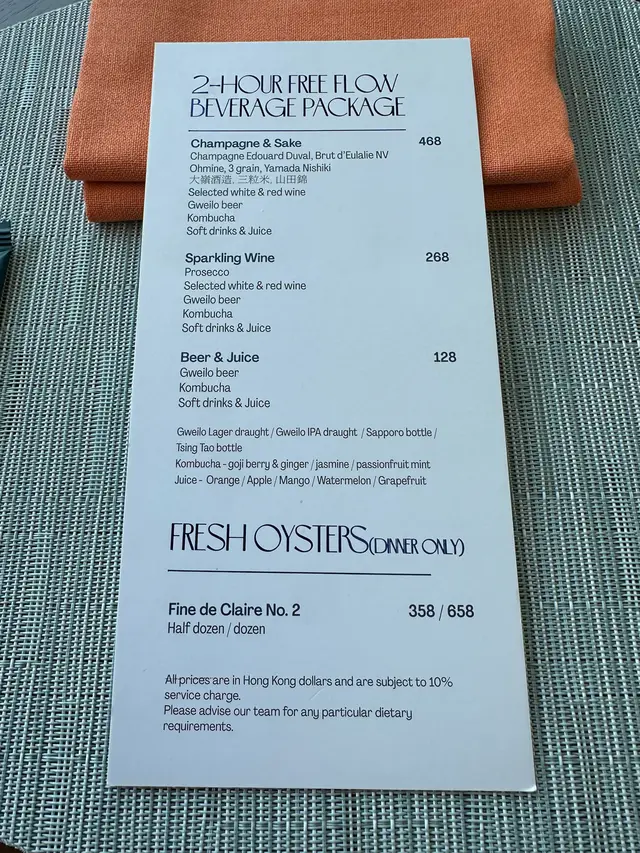 2-HOUR FREE FLOW
BEVERAGE PACKAGE
Champagne & Sake 468
Champagne Edouard Duval, Brut d'Eulalie NV
Ohmine, 3 grain, Yamada Nishiki
大嶺酒造, 三粒米, 山田錦
Selected white & red wine
Gweilo beer
Kombucha
Soft drinks & Juice
Sparkling Wine 268
Prosecco
Selected white & red wine
Gweilo beer
Kombucha
Soft drinks & Juice
Beer & Juice 128
Gweilo beer
Kombucha
Soft drinks & Juice
Gweilo Lager draught / Gweilo IPA draught / Sapporo bottle /
Tsing Tao bottle
Kombucha - goji berry & ginger / jasmine / passionfruit mint
Juice - Orange / Apple / Mango / Watermelon / Grapefruit
FRESH OYSTERS (DINNER ONLY)
Fine de Claire No. 2 358 / 658
Half dozen / dozen
All prices are in Hong Kong dollars and are subject to 10%
service charge.
Please advise our team for any particular dietary
requirements.